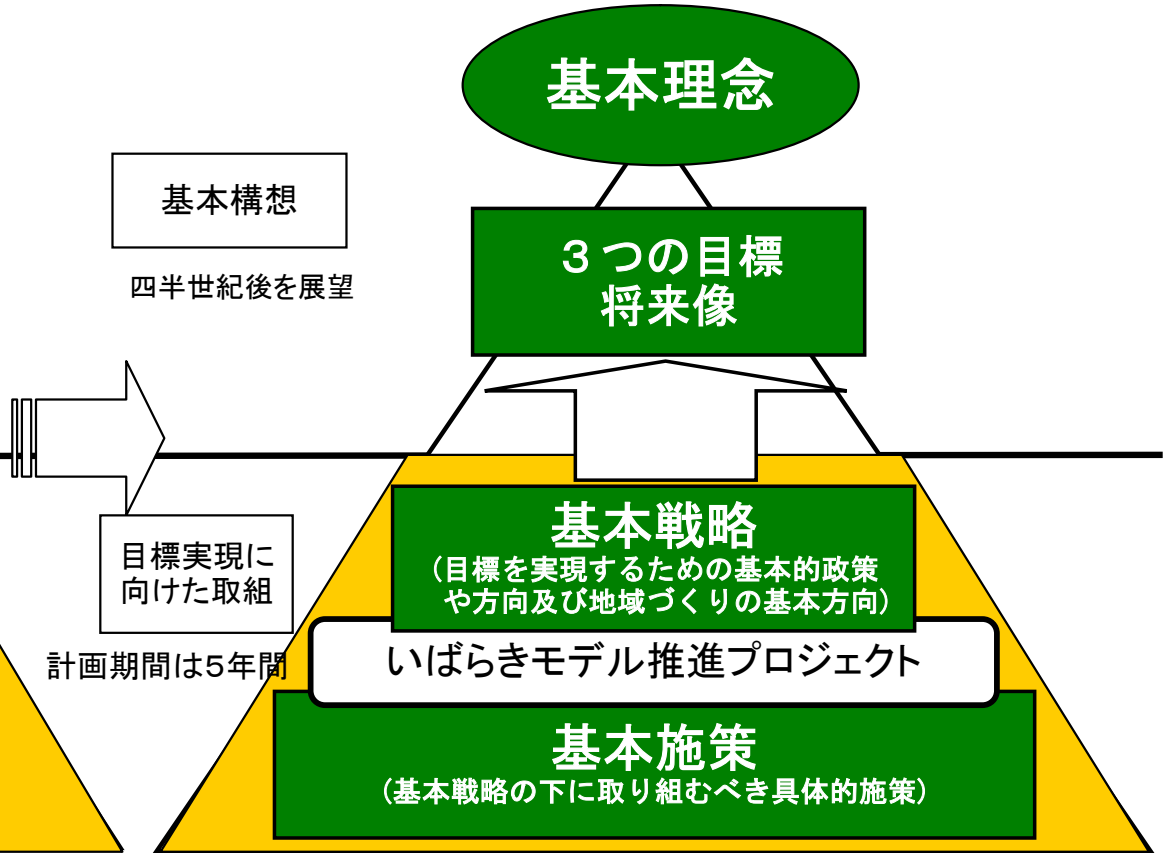 基本理念
基本構想
四半世紀後を展望
３つの目標
将来像
目標実現に
向けた取組
計画期間は５年間
基本戦略
（目標を実現するための基本的政策
や方向及び地域づくりの基本方向）
いばらきモデル推進プロジェクト
基本施策
（基本戦略の下に取り組むべき具体的施策）